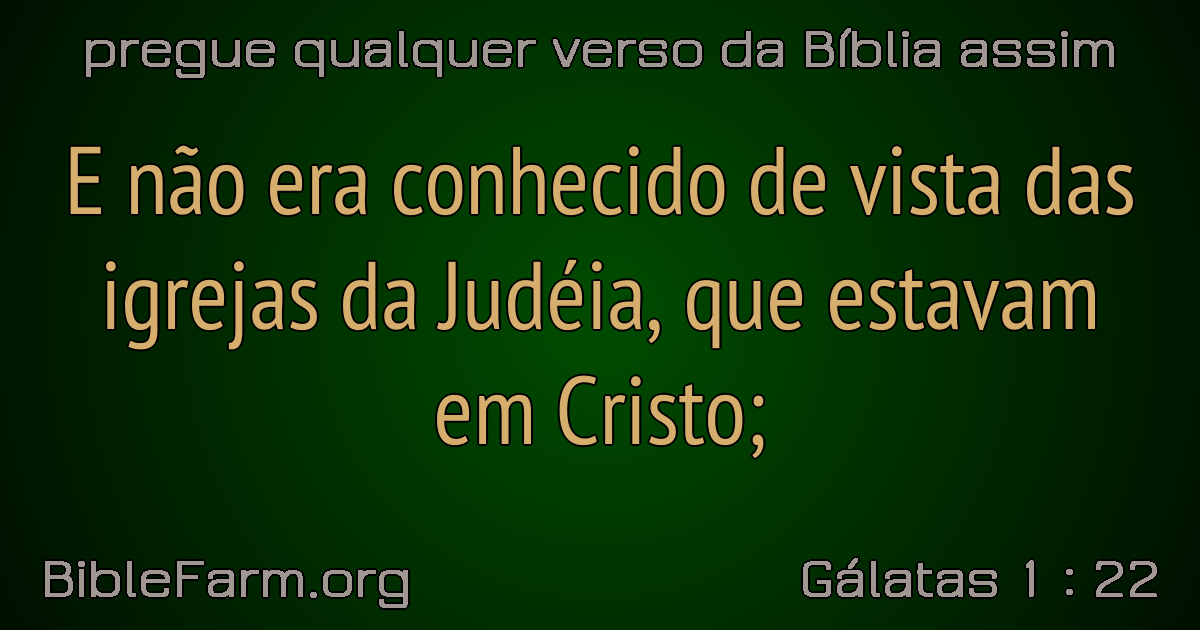 pregue qualquer verso da Bíblia assim
E não era conhecido de vista das
igrejas da Judéia, que estavam
em Cristo;
BibleFarm.org
Gálatas 1 : 22